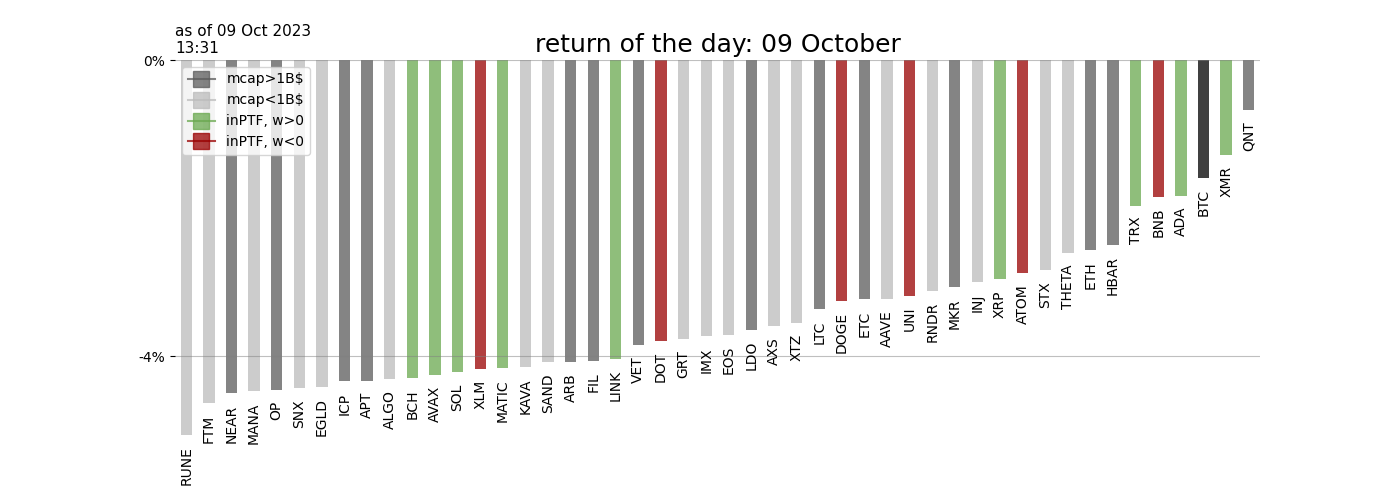 as of 09 Oct 2023
13:31
return of the day: 09 October
0%
mcap>1B$
mcap<1B$
inPTF, w>0
inPTF, w<0
-4%
RUNE
FTM
NEAR
MANA
OP
SNX
EGLD
ICP
APT
ALGO
BCH
AVAX
SOL
XLM
MATIC
KAVA
SAND
ARB
FIL
LINK
VET
DOT
GRT
IMX
EOS
LDO
AXS
XTZ
LTC
DOGE
ETC
AAVE
UNI
RNDR
MKR
INJ
XRP
ATOM
STX
THETA
ETH
HBAR
TRX
BNB
ADA
BTC
XMR
QNT